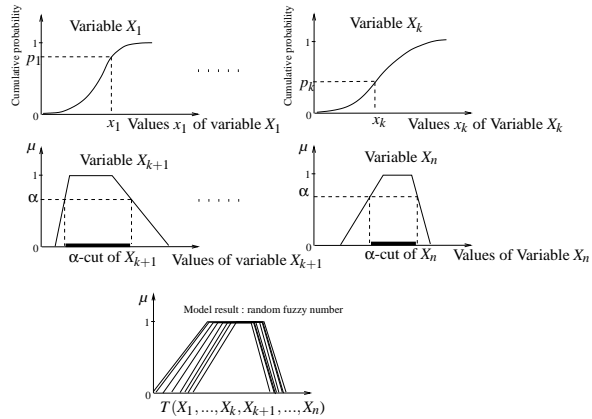 Cumulative probability
Variable X₁
1
p₁
0
x₁ Values x₁ of variable X₁
. . . . . .
Cumulative probability
Variable Xₖ
1
pₖ
0
xₖ
Values xₖ of Variable Xₖ
μ
Variable Xₖ₊₁
1
α
0
α-cut of Xₖ₊₁
Values of variable Xₖ₊₁
. . . . . .
μ
Variable Xₙ
1
α
0
α-cut of Xₙ
Values of Variable Xₙ
μ
Model result : random fuzzy number
1
0
T(X₁, ..., Xₖ, Xₖ₊₁, ..., Xₙ)